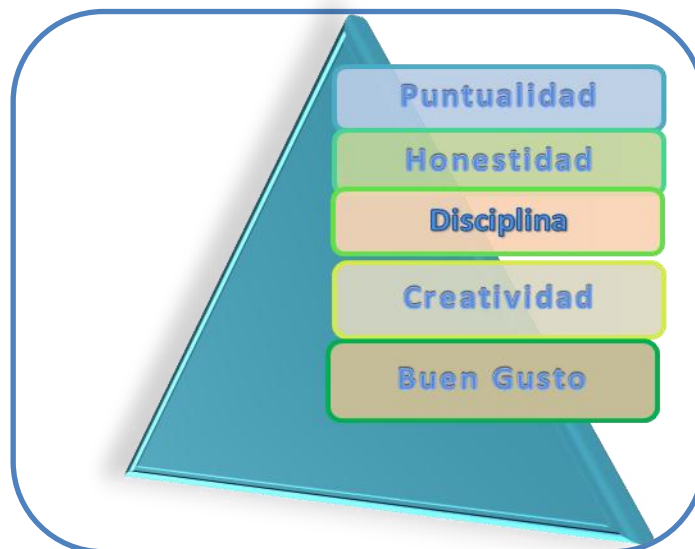 Puntualidad
Honestidad
Disciplina
Creatividad
Buen Gusto